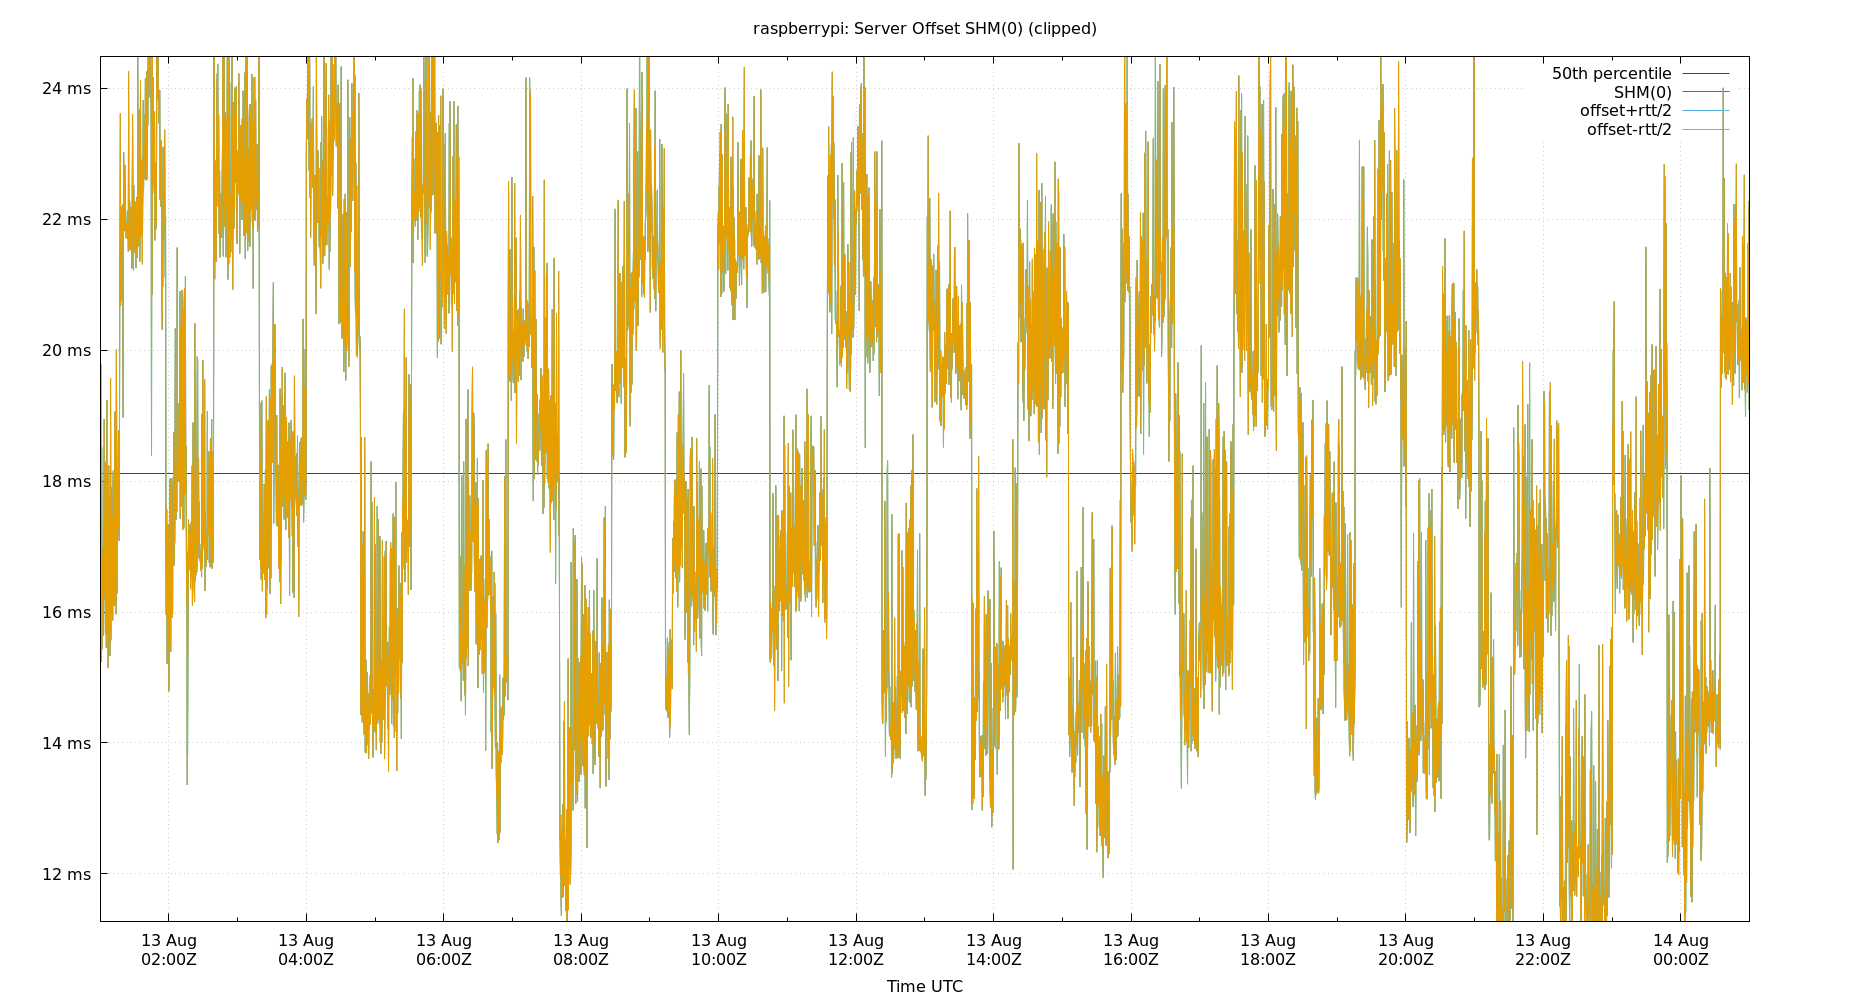 raspberrypi: Server Offset SHM(0) (clipped)
50th percentile
SHM(0)
offset+rtt/2
offset-rtt/2
24 ms
22 ms
20 ms
18 ms
16 ms
14 ms
12 ms
13 Aug 13 Aug 13 Aug 13 Aug 13 Aug 13 Aug 13 Aug 13 Aug 13 Aug 13 Aug 13 Aug 14 Aug
02:00Z 04:00Z 06:00Z 08:00Z 10:00Z 12:00Z 14:00Z 16:00Z 18:00Z 20:00Z 22:00Z 00:00Z
Time UTC